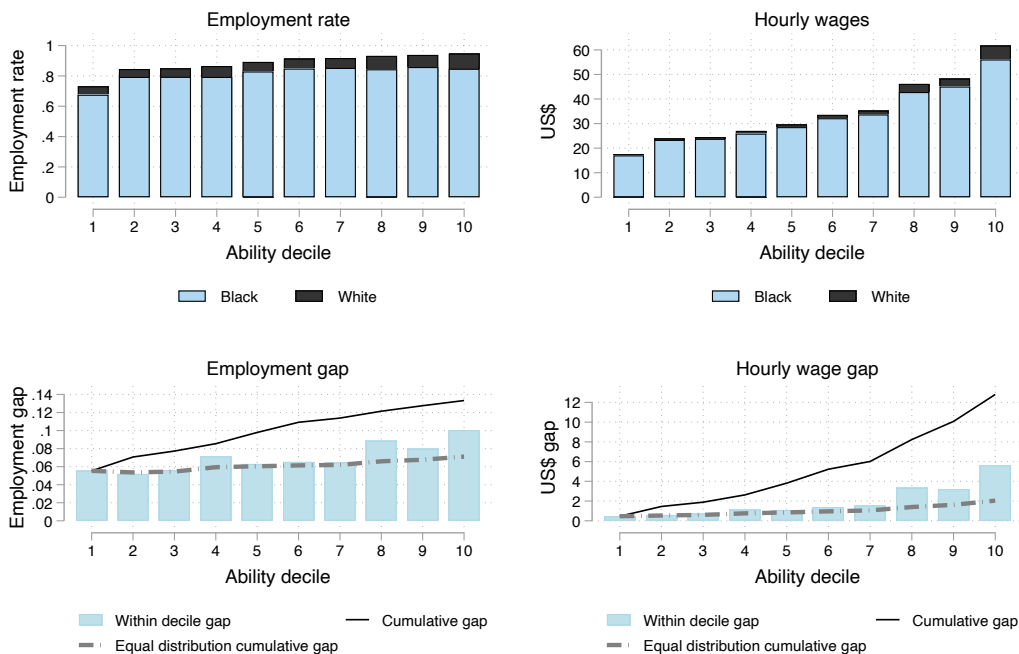 Employment rate
Employment rate
1
.8
.6
.4
.2
0
1 2 3 4 5 6 7 8 9 10
Ability decile
Black White
Hourly wages
US$
60
50
40
30
20
10
0
1 2 3 4 5 6 7 8 9 10
Ability decile
Black White
Employment gap
Employment gap
.14
.12
.1
.08
.06
.04
.02
0
1 2 3 4 5 6 7 8 9 10
Ability decile
Within decile gap Cumulative gap
Equal distribution cumulative gap
Hourly wage gap
US$ gap
12
10
8
6
4
2
0
1 2 3 4 5 6 7 8 9 10
Ability decile
Within decile gap Cumulative gap
Equal distribution cumulative gap